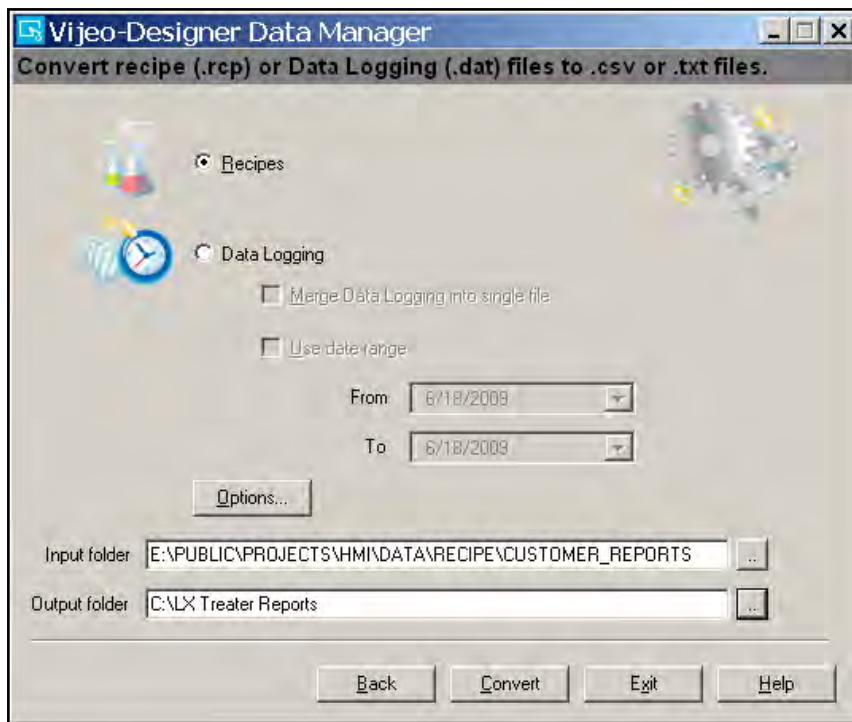 Vijeo-Designer Data Manager
Convert recipe (.rcp) or Data Logging (.dat) files to .csv or .txt files.
Recipes
Data Logging
Merge Data Logging into single file
Use date range
From 6/18/2009
To 6/18/2009
Options...
Input folder E:\PUBLIC\PROJECTS\HMI\DATA\RECIPE\CUSTOMER_REPORTS ..
Output folder C:\LX Treater Reports ..
Back Convert Exit Help